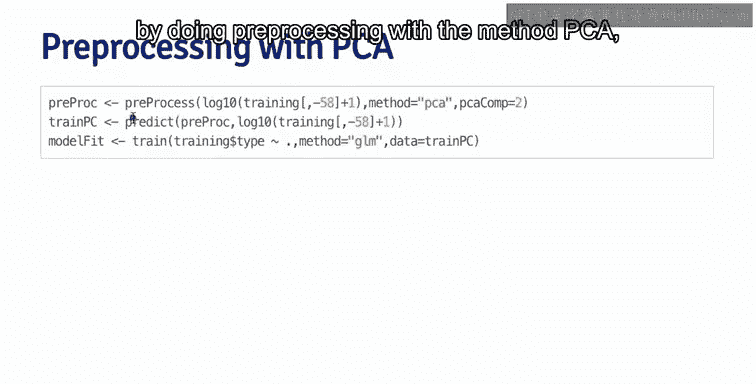 by doing preprocessing with the method PCA,
Preprocessing with PCA
preProc <- preProcess(log10(training[,-58]+1),method="pca",pcaComp=2)
trainPC <- predict(preProc,log10(training[,-58]+1))
modelFit <- train(training$type ~ .,method="glm",data=trainPC)